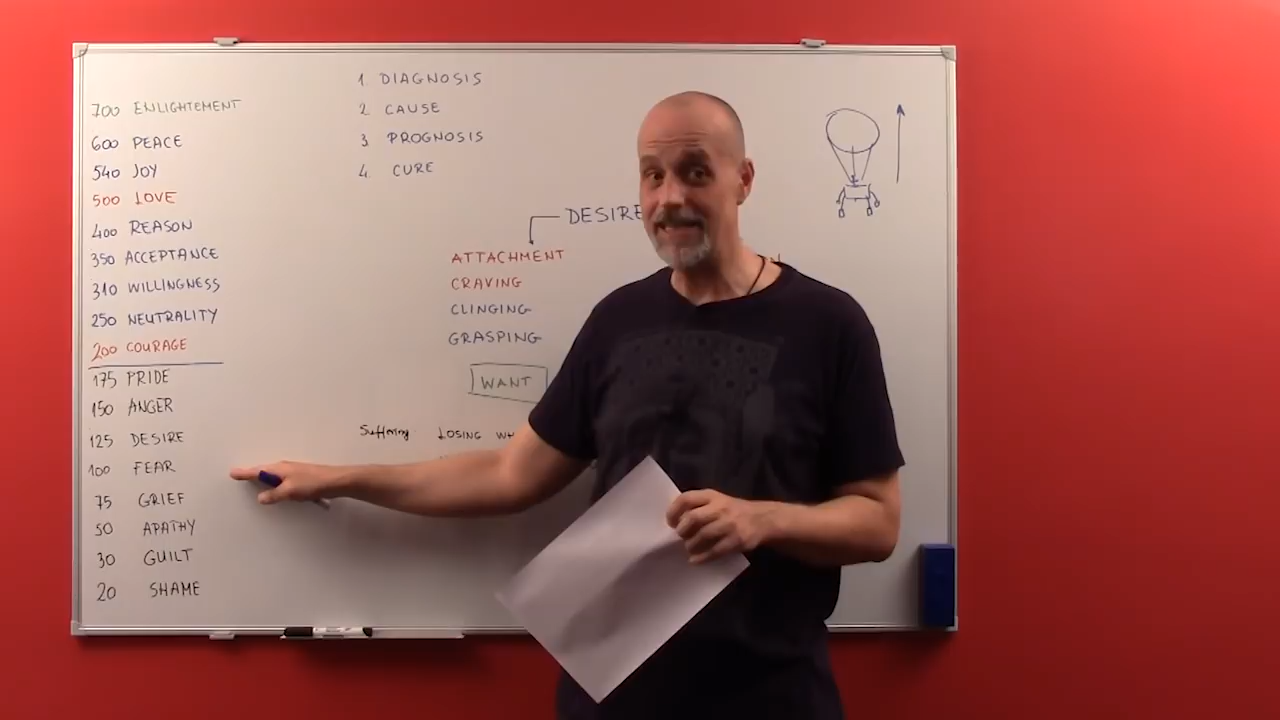 700 ENLIGHTEMENT
600 PEACE
540 JOY
500 LOVE
400 REASON
350 ACCEPTANCE
310 WILLINGNESS
250 NEUTRALITY
200 COURAGE
175 PRIDE
150 ANGER
125 DESIRE
100 FEAR
75 GRIEF
50 APATHY
30 GUILT
20 SHAME
1. DIAGNOSIS
2 CAUSE
3 PROGNOSIS
4. CURE
DESIRE
ATTACHMENT
CRAVING
CLINGING
GRASPING
WANT
Suffering LOSING